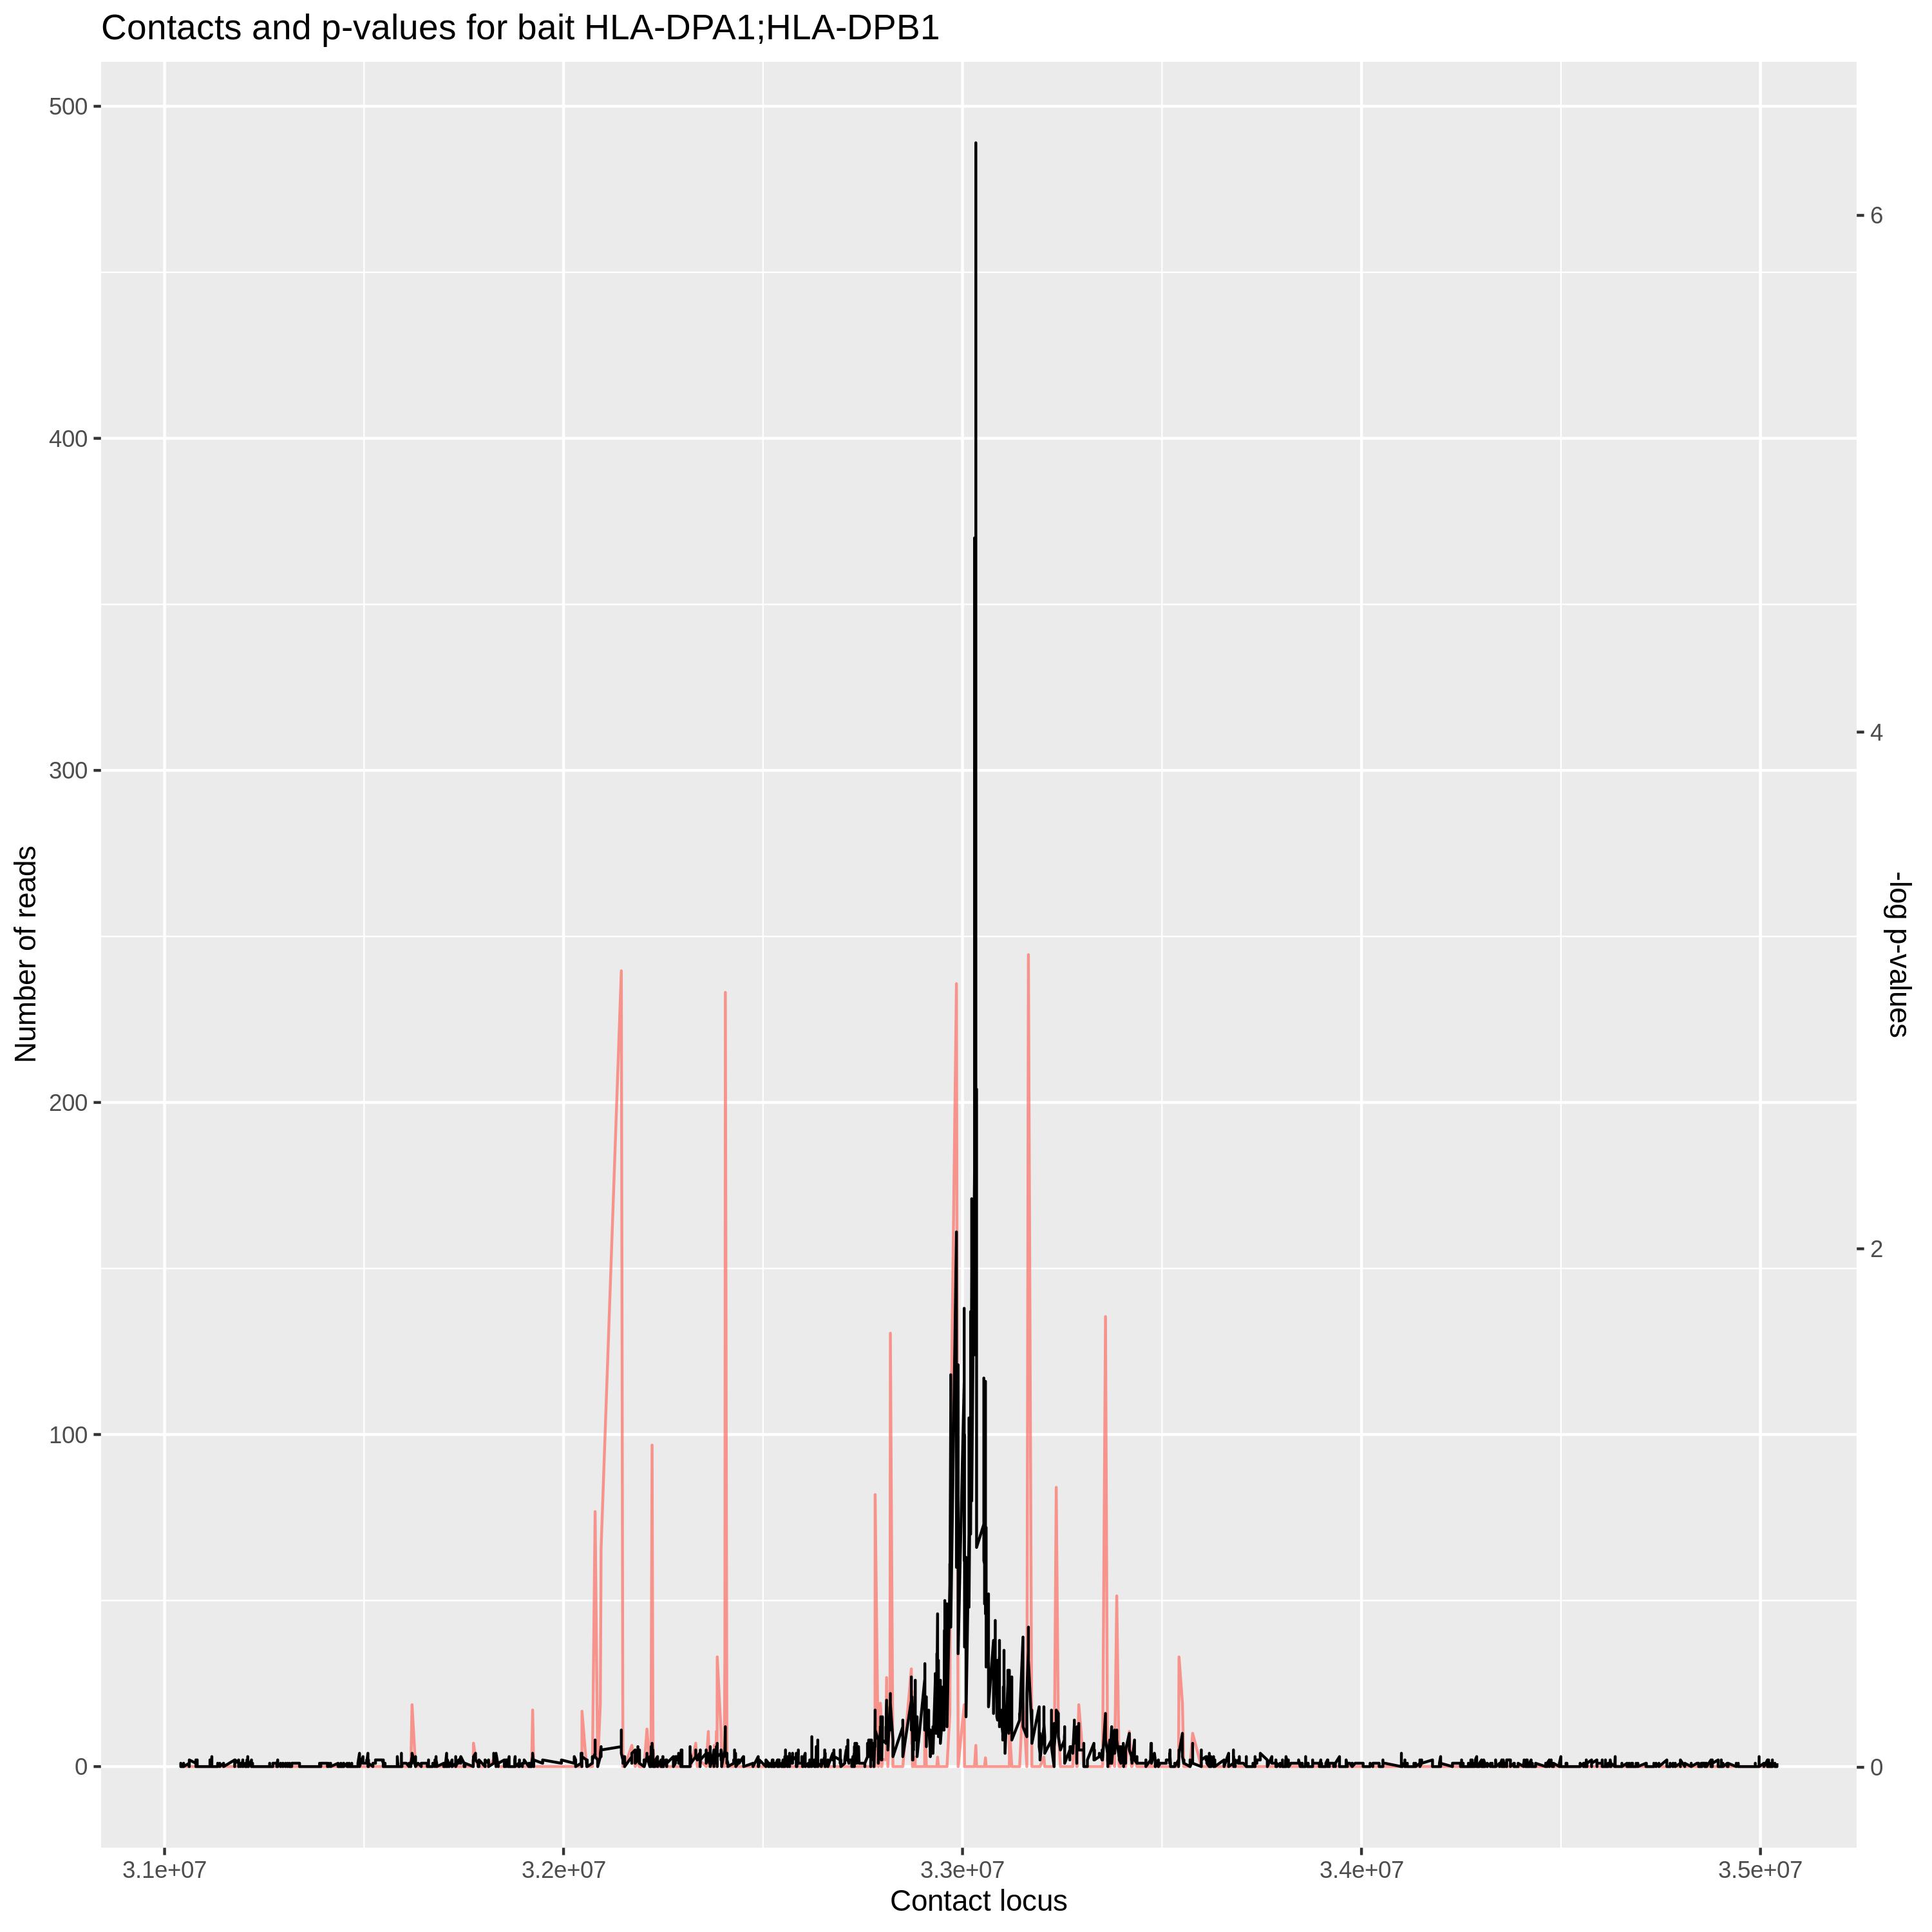 Contacts and p-values for bait HLA-DPA1;HLA-DPB1
500
400
300
200
100
0
Number of reads
6
4
2
0
-log p-values
3.1e+07
3.2e+07
3.3e+07
3.4e+07
3.5e+07
Contact locus